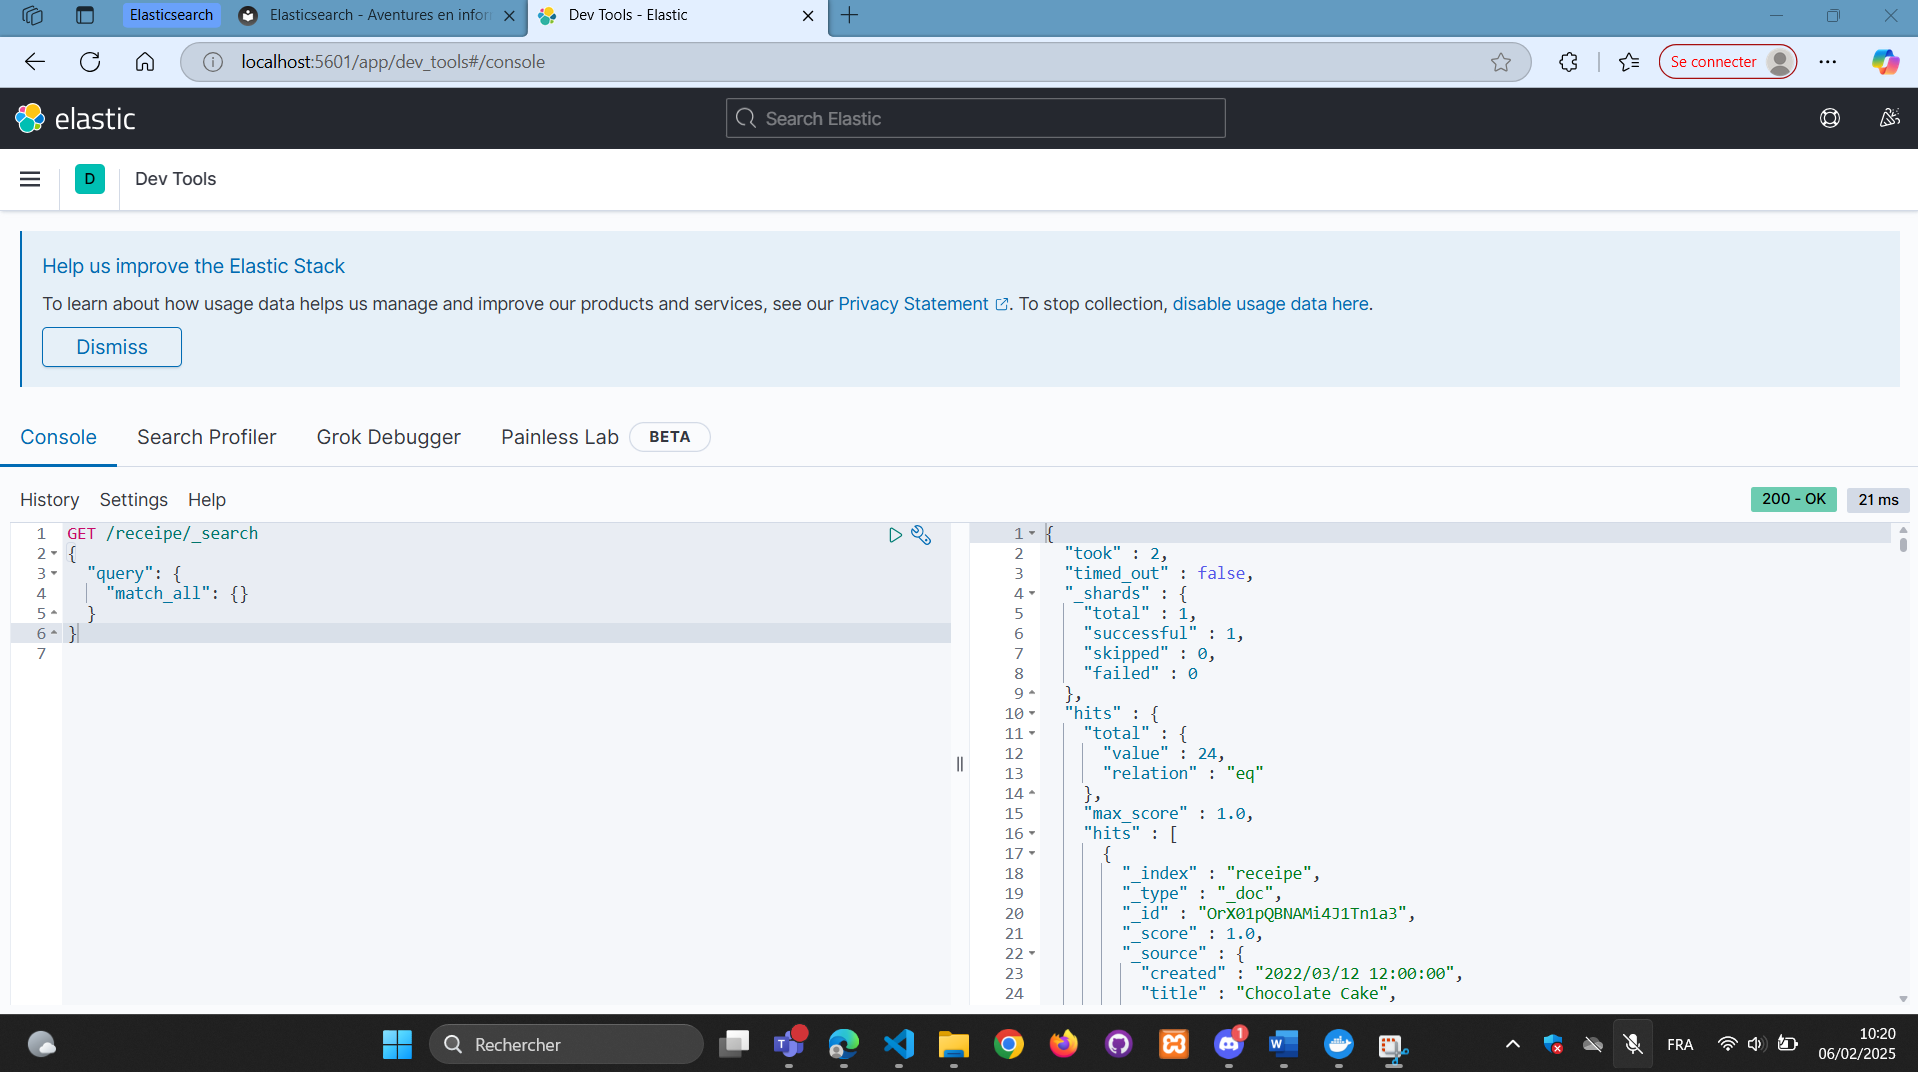 Elasticsearch
Elasticsearch - Aventures en infor
Dev Tools - Elastic
localhost:5601/app/dev_tools#/console
Se connecter
elastic
Search Elastic
D
Dev Tools
Help us improve the Elastic Stack
To learn about how usage data helps us manage and improve our products and services, see our Privacy Statement. To stop collection, disable usage data here.
Dismiss
Console
Search Profiler
Grok Debugger
Painless Lab
BETA
History
Settings
Help
200 - OK
21 ms
1 GET /receipe/_search
2 {
3 "query": {
4 "match_all": {}
5 }
6 }
7
1 {
2 "took" : 2,
3 "timed_out" : false,
4 "_shards" : {
5 "total" : 1,
6 "successful" : 1,
7 "skipped" : 0,
8 "failed" : 0
9 },
10 "hits" : {
11 "total" : {
12 "value" : 24,
13 "relation" : "eq"
14 },
15 "max_score" : 1.0,
16 "hits" : [
17 {
18 "_index" : "receipe",
19 "_type" : "_doc",
20 "_id" : "OrX01pQBNAMi4J1Tn1a3",
21 "_score" : 1.0,
22 "_source" : {
23 "created" : "2022/03/12 12:00:00",
24 "title" : "Chocolate Cake",
Rechercher
1
FRA
10:20
06/02/2025